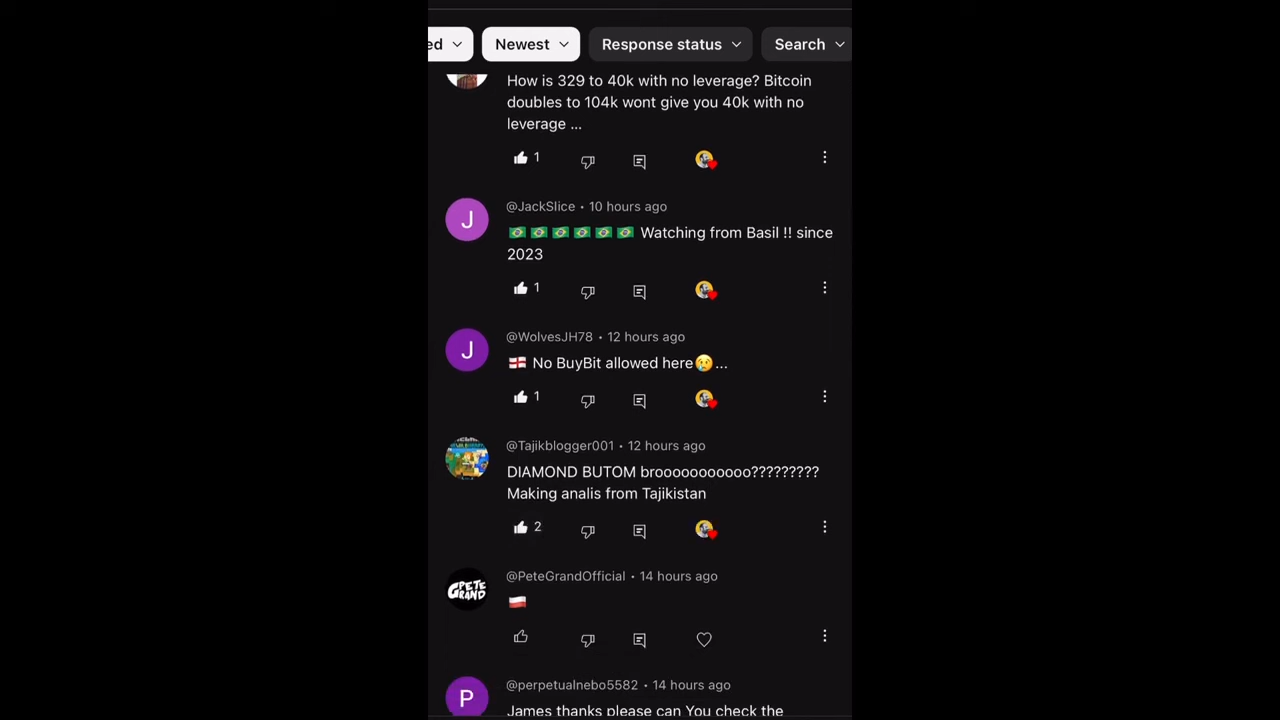 ed
Newest
Response status
Search
How is 329 to 40k with no leverage? Bitcoin
doubles to 104k wont give you 40k with no
leverage ...
1
J
@JackSlice • 10 hours ago
🇧🇷 🇧🇷 🇧🇷 🇧🇷 🇧🇷 🇧🇷 Watching from Basil !! since
2023
1
J
@WolvesJH78 • 12 hours ago
🏴󠁧󠁢󠁥󠁮󠁧󠁿 No BuyBit allowed here😢...
1
@Tajikblogger001 • 12 hours ago
DIAMOND BUTOM brooooooooooo?????????
Making analis from Tajikistan
2
PETE
GRAND
@PeteGrandOfficial • 14 hours ago
🇵🇱
P
@perpetualnebo5582 • 14 hours ago
James thanks please can You check the